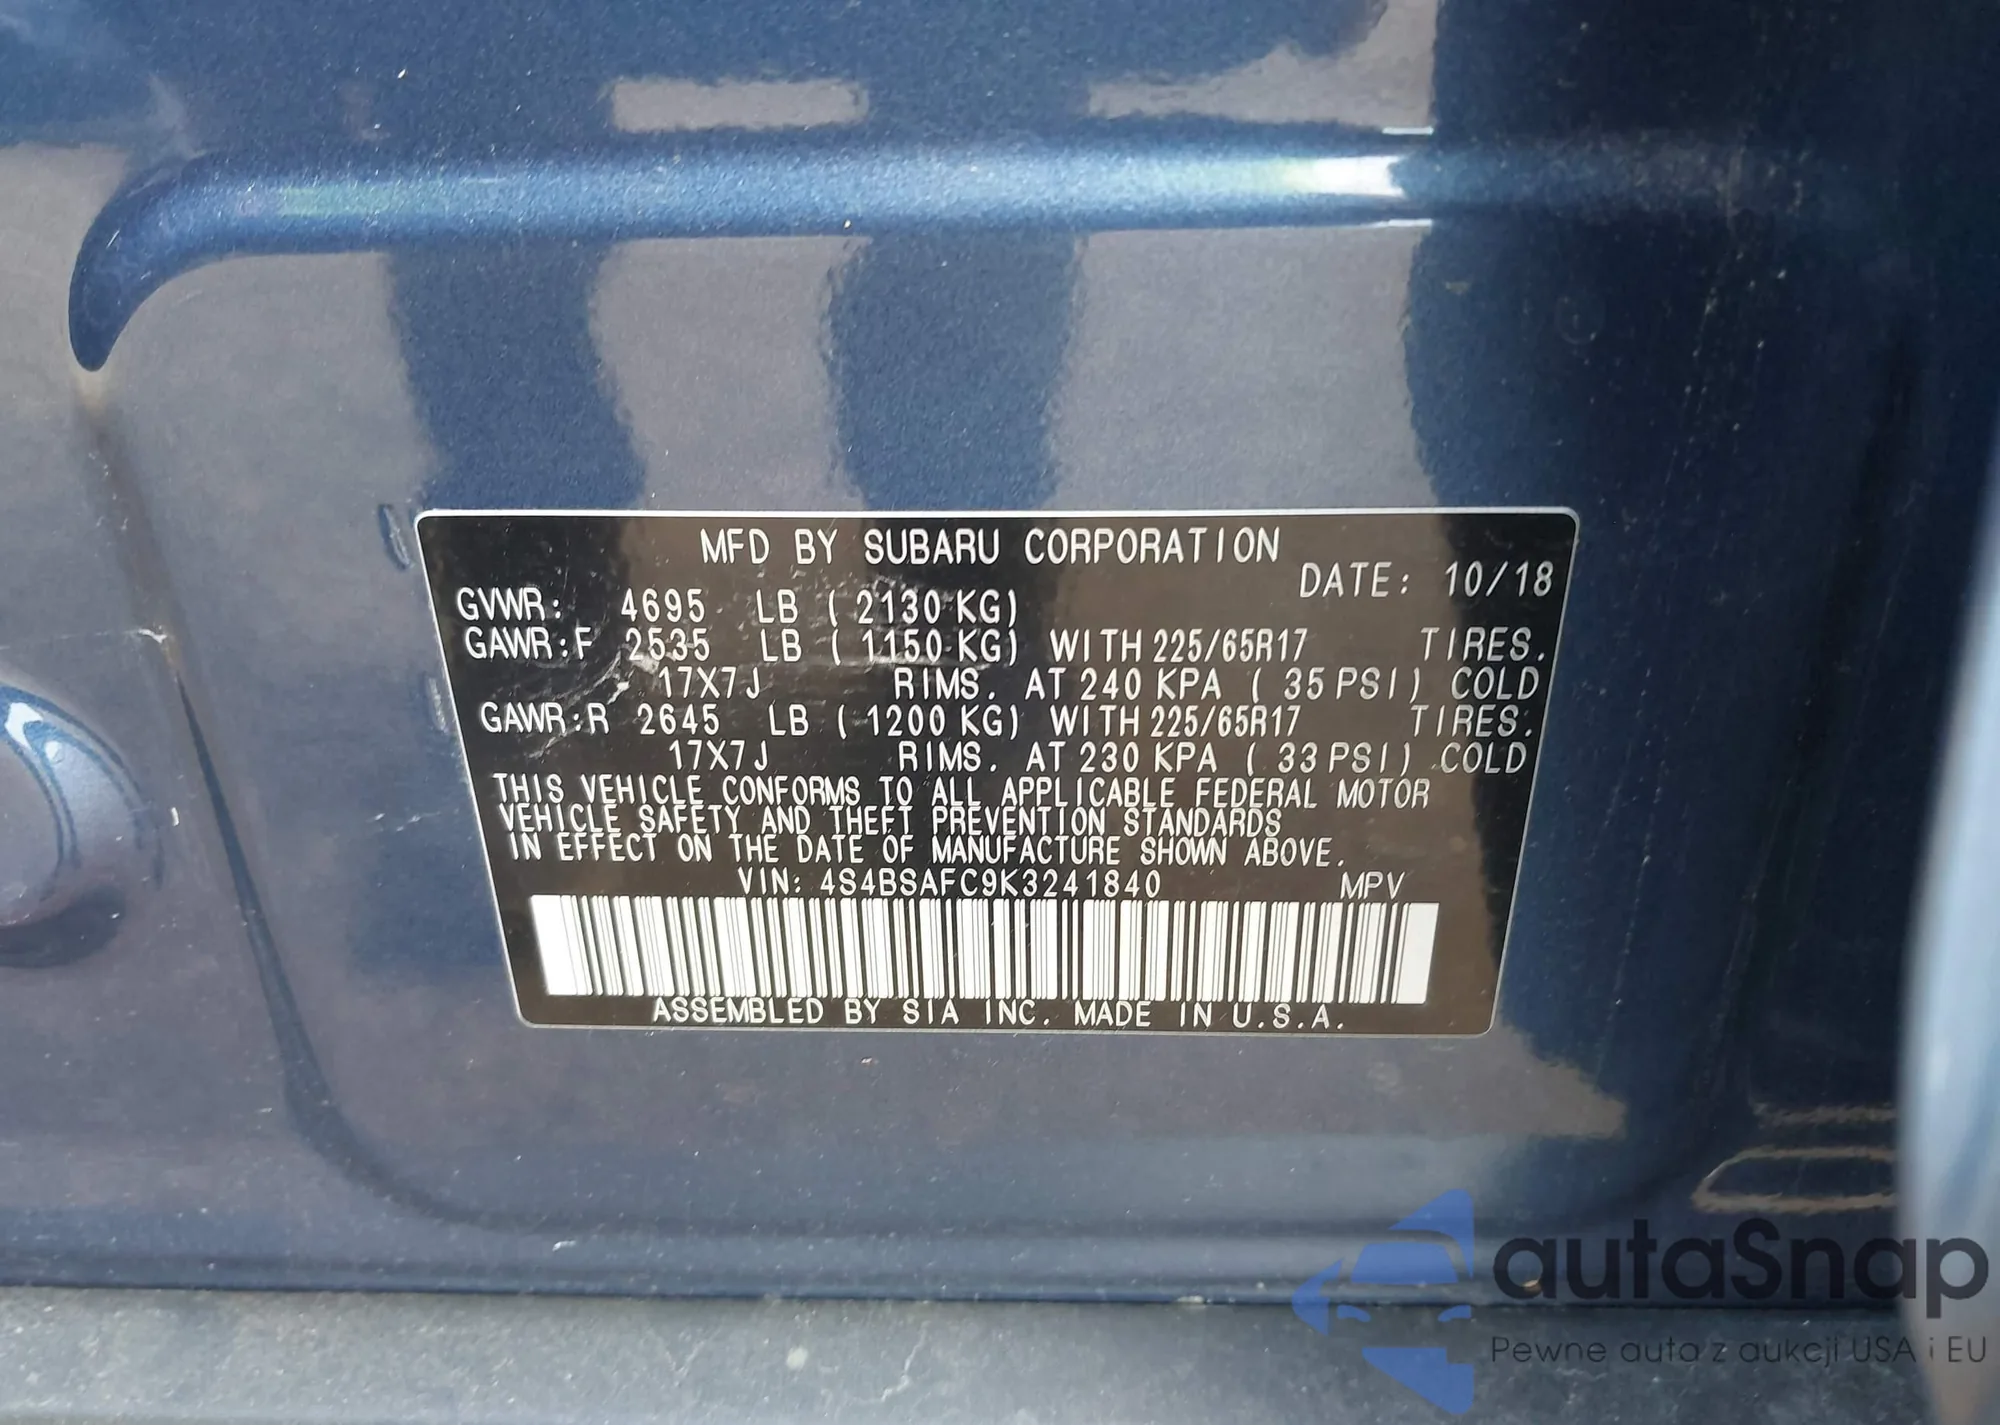 MFD BY SUBARU CORPORATION
DATE: 10/18
GVWR: 4695 LB ( 2130 KG)
GAWR:F 2535 LB ( 1150 KG) WITH 225/65R17 TIRES.
17X7J RIMS. AT 240 KPA ( 35 PSI) COLD
GAWR:R 2645 LB ( 1200 KG) WITH 225/65R17 TIRES.
17X7J RIMS. AT 230 KPA ( 33 PSI) COLD
THIS VEHICLE CONFORMS TO ALL APPLICABLE FEDERAL MOTOR
VEHICLE SAFETY AND THEFT PREVENTION STANDARDS
IN EFFECT ON THE DATE OF MANUFACTURE SHOWN ABOVE.
VIN: 4S4BSAFC9K3241840 MPV
ASSEMBLED BY SIA INC. MADE IN U.S.A.
autaSnap
Pewne auta z aukcji USA i EU